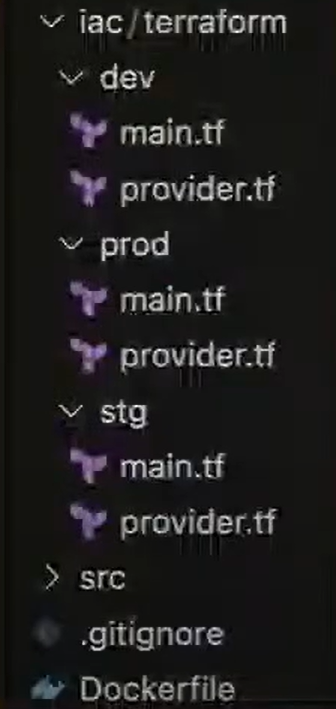 iac/terraform
dev
main.tf
provider.tf
prod
main.tf
provider.tf
stg
main.tf
provider.tf
src
.gitignore
Dockerfile